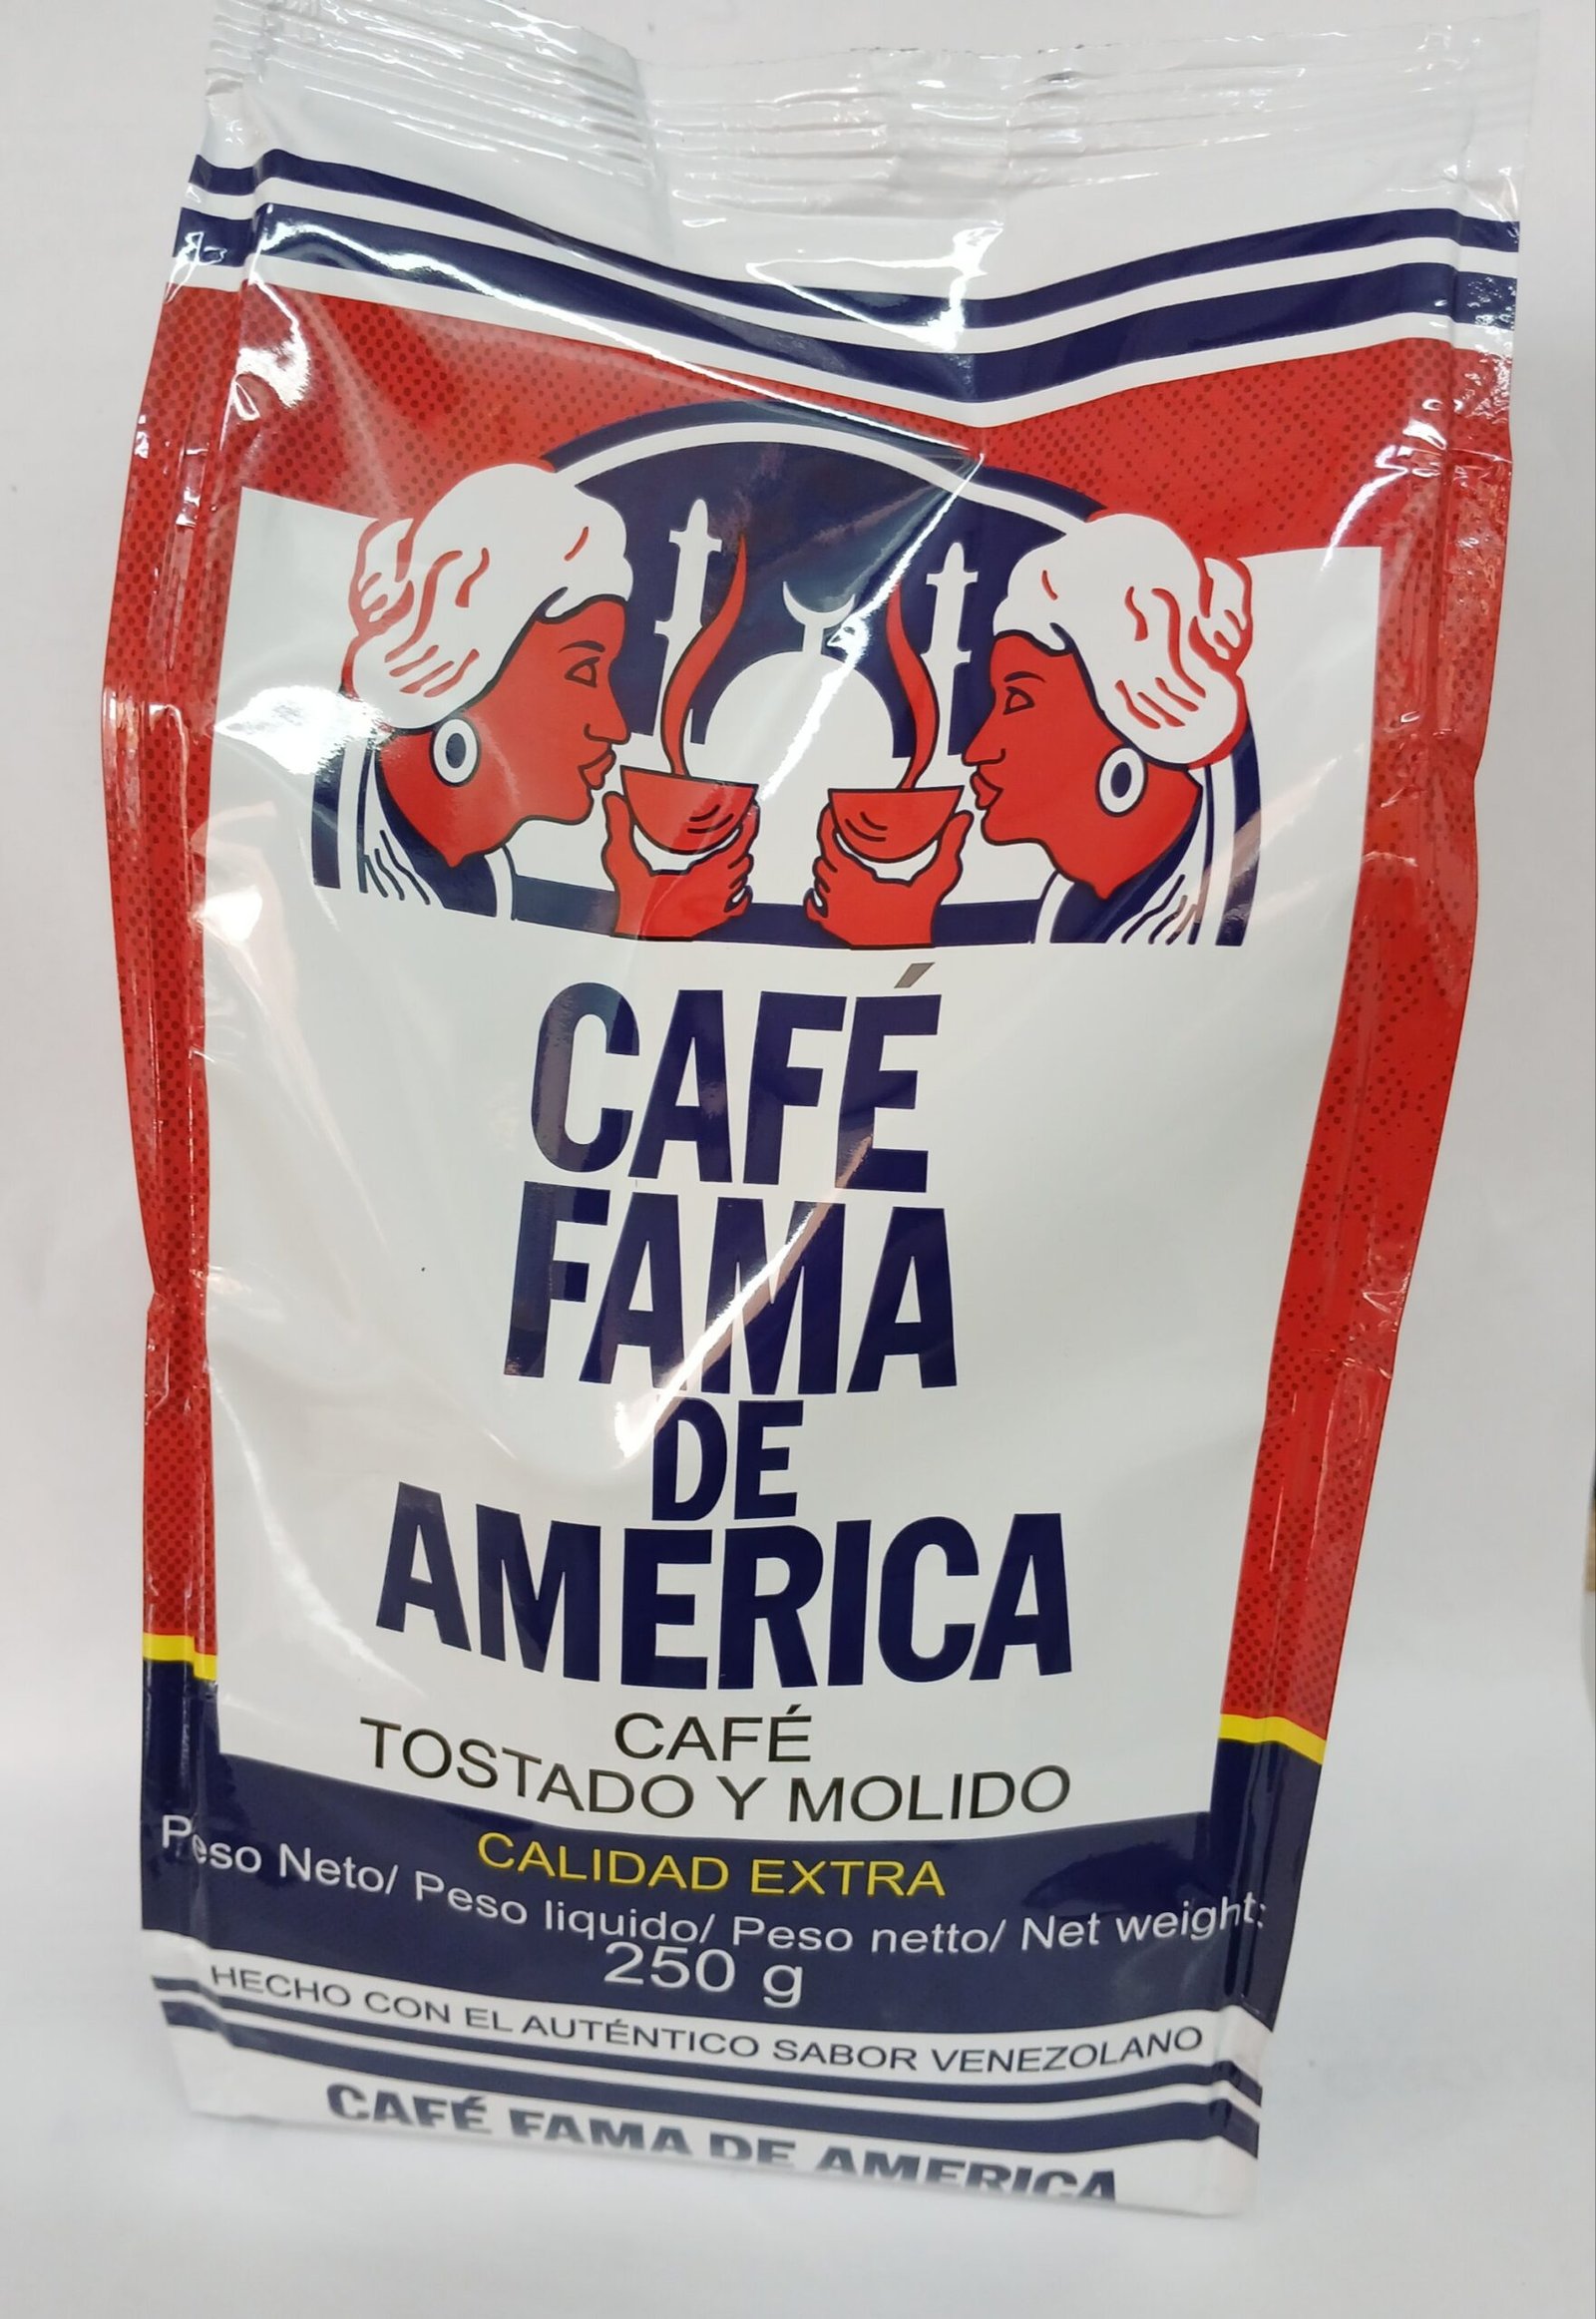 CAFÉ
FAMA
DE
AMERICA
CAFÉ
TOSTADO Y MOLIDO
CALIDAD EXTRA
Peso Neto/ Peso liquido/ Peso netto/ Net weight:
250 g
HECHO CON EL AUTÉNTICO SABOR VENEZOLANO
CAFÉ FAMA DE AMERICA